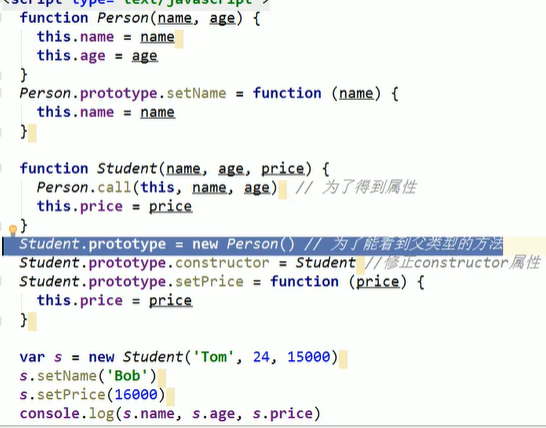 <script type="text/javascript">
function Person(name, age) {
this.name = name
this.age = age
}
Person.prototype.setName = function (name) {
this.name = name
}
function Student(name, age, price) {
Person.call(this, name, age) // 为了得到属性
this.price = price
}
Student.prototype = new Person() // 为了能看到父类型的方法
Student.prototype.constructor = Student //修正constructor属性
Student.prototype.setPrice = function (price) {
this.price = price
}
var s = new Student('Tom', 24, 15000)
s.setName('Bob')
s.setPrice(16000)
console.log(s.name, s.age, s.price)